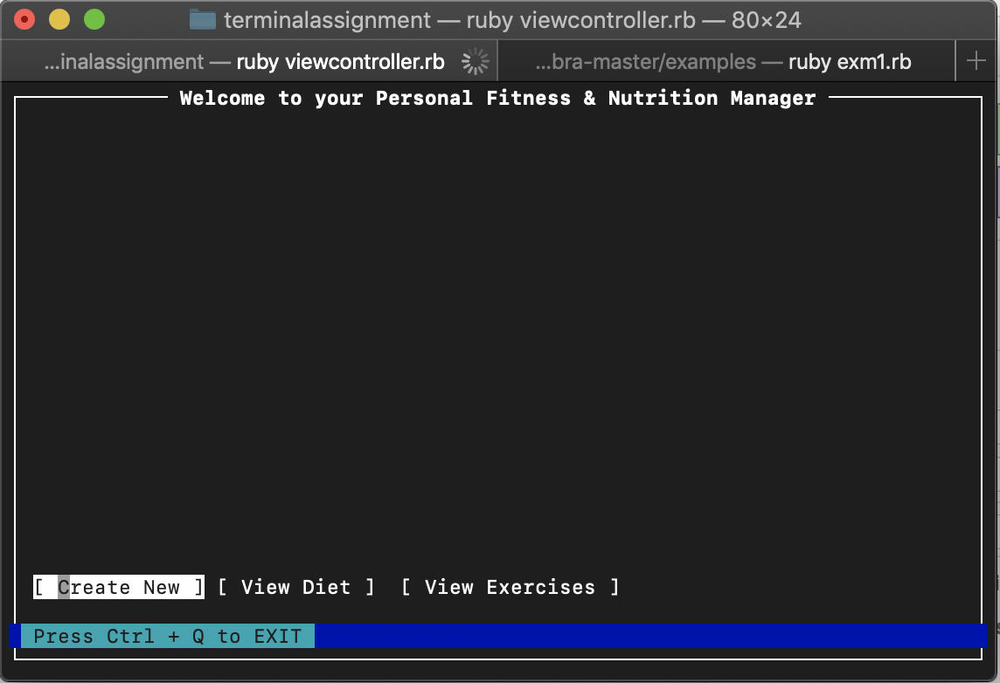 terminalassignment — ruby viewcontroller.rb — 80×24
...inalassignment — ruby viewcontroller.rb ...bra-master/examples — ruby exm1.rb +
Welcome to your Personal Fitness & Nutrition Manager
[ Create New ] [ View Diet ] [ View Exercises ]
Press Ctrl + Q to EXIT